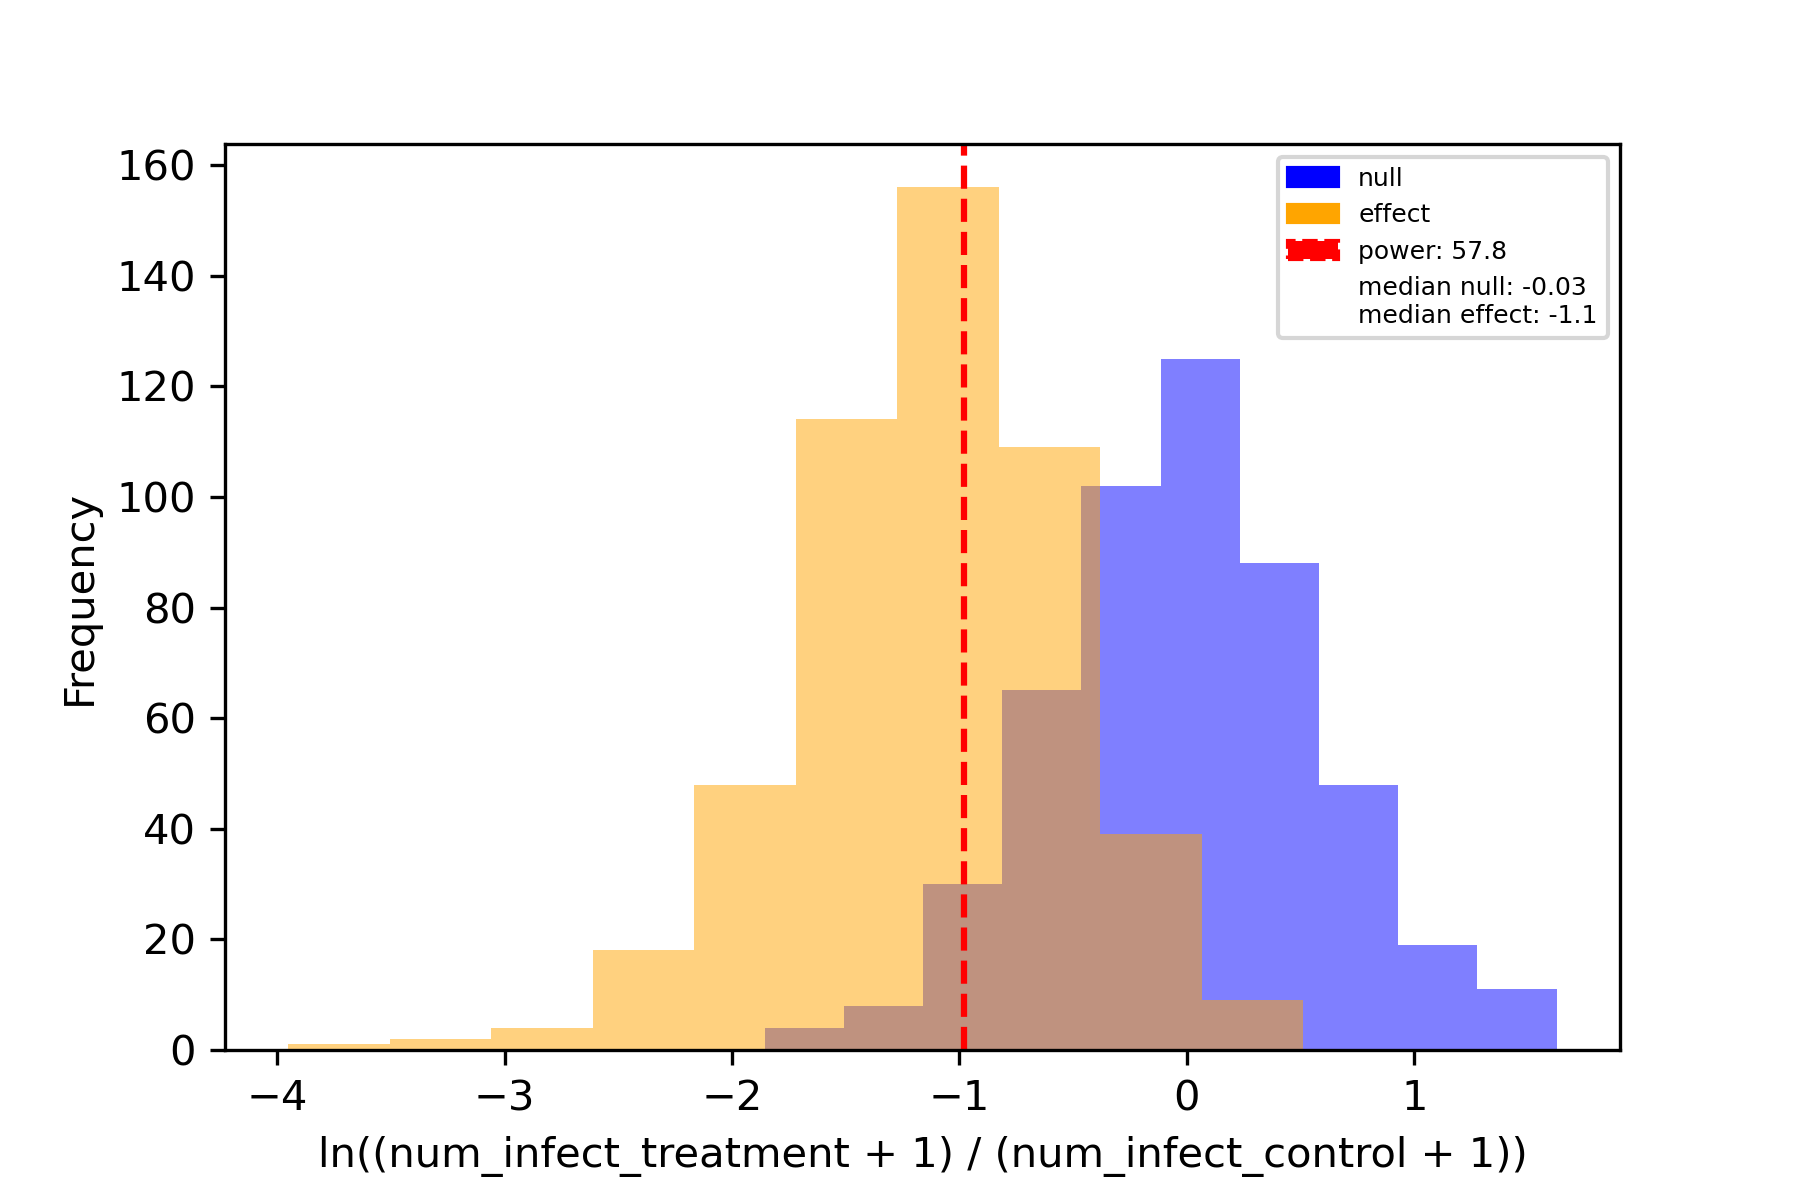 160
140
120
100
80
60
40
20
0
Frequency
null
effect
power: 57.8
median null: -0.03
median effect: -1.1
−4 −3 −2 −1 0 1
ln((num_infect_treatment + 1) / (num_infect_control + 1))